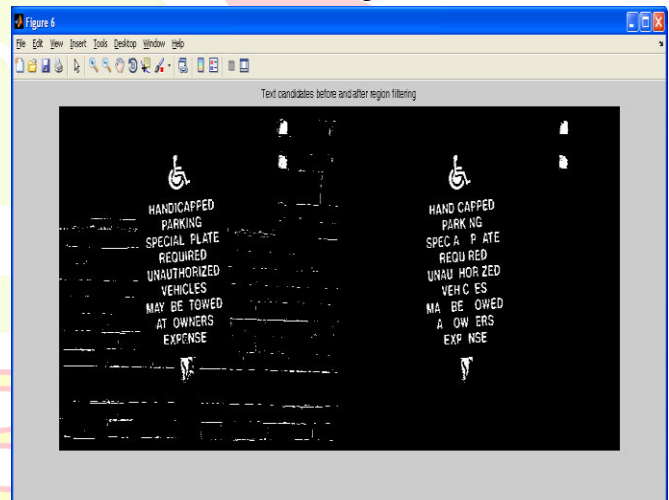 Figure 6
File Edit View Insert Tools Desktop Window Help
Text candidates before and after region filtering
HANDICAPPED
PARKING
SPECIAL PLATE
REQUIRED
UNAUTHORIZED
VEHICLES
MAY BE TOWED
AT OWNERS
EXPENSE
HAND CAPPED
PARK NG
SPEC A P ATE
REQU RED
UNAU HOR ZED
VEH C ES
MA BE OWED
A OW ERS
EXP NSE